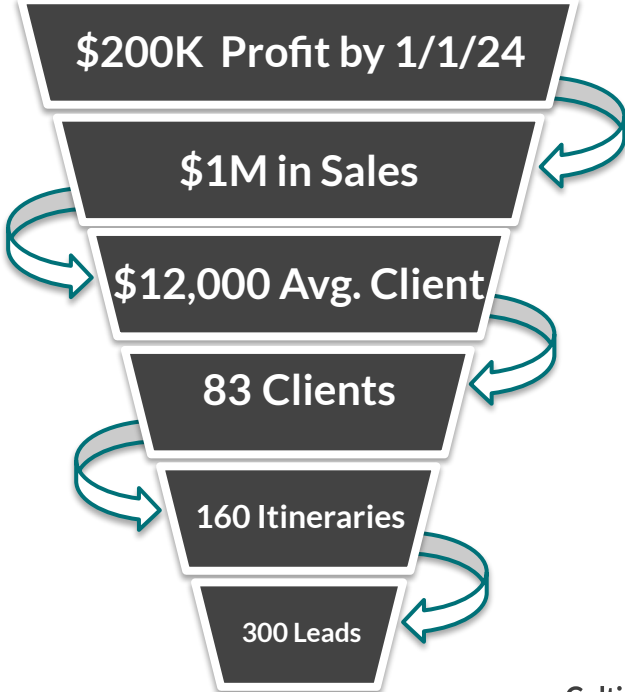 $200K Profit by 1/1/24
$1M in Sales
$12,000 Avg. Client
83 Clients
160 Itineraries
300 Leads